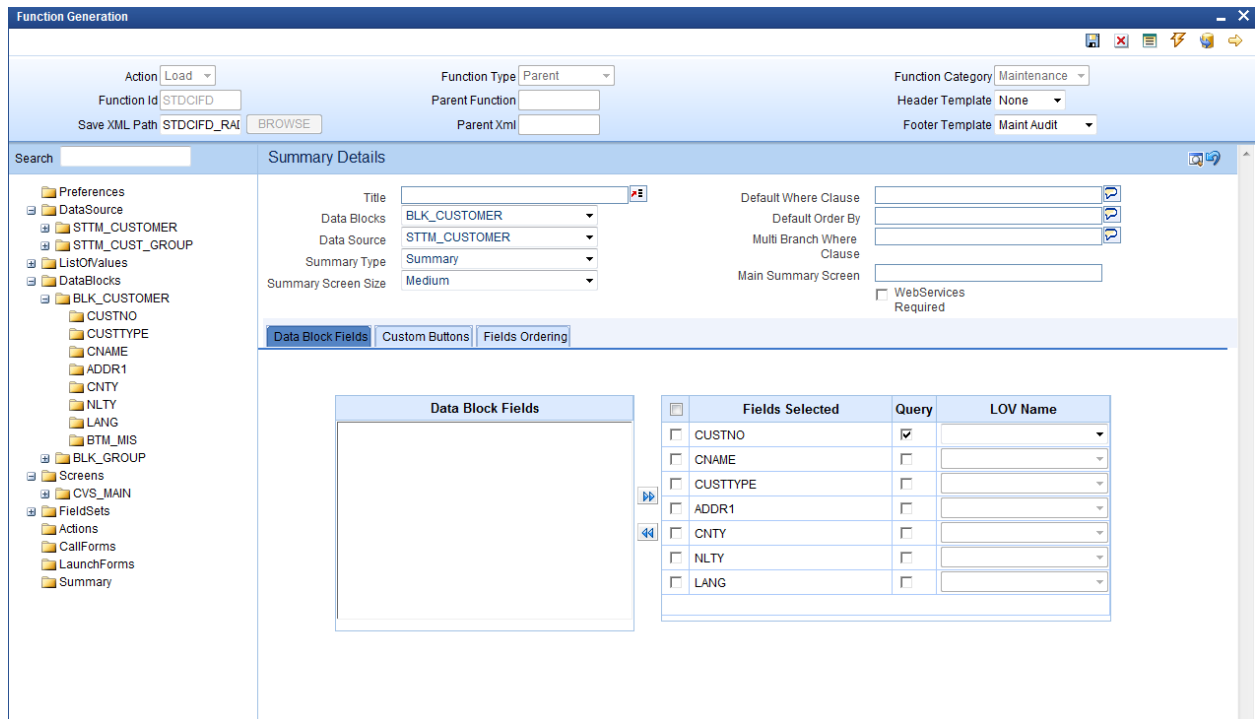 Function Generation
Action Load Function Type Parent Function Category Maintenance
Function Id STDCIFD Parent Function Header Template None
Save XML Path STDCIFD_RAD BROWSE Parent Xml Footer Template Maint Audit
Search
Summary Details
Preferences
DataSource
STTM_CUSTOMER
STTM_CUST_GROUP
ListOfValues
DataBlocks
BLK_CUSTOMER
CUSTNO
CUSTTYPE
CNAME
ADDR1
CNTY
NLTY
LANG
BTM_MIS
BLK_GROUP
Screens
CVS_MAIN
FieldSets
Actions
CallForms
LaunchForms
Summary
Title Default Where Clause
Data Blocks BLK_CUSTOMER Default Order By
Data Source STTM_CUSTOMER Multi Branch Where
Clause
Summary Type Summary
Main Summary Screen
Summary Screen Size Medium
WebServices
Required
Data Block Fields Custom Buttons Fields Ordering
Data Block Fields Fields Selected Query LOV Name
CUSTNO
CNAME
CUSTTYPE
ADDR1
CNTY
NLTY
LANG